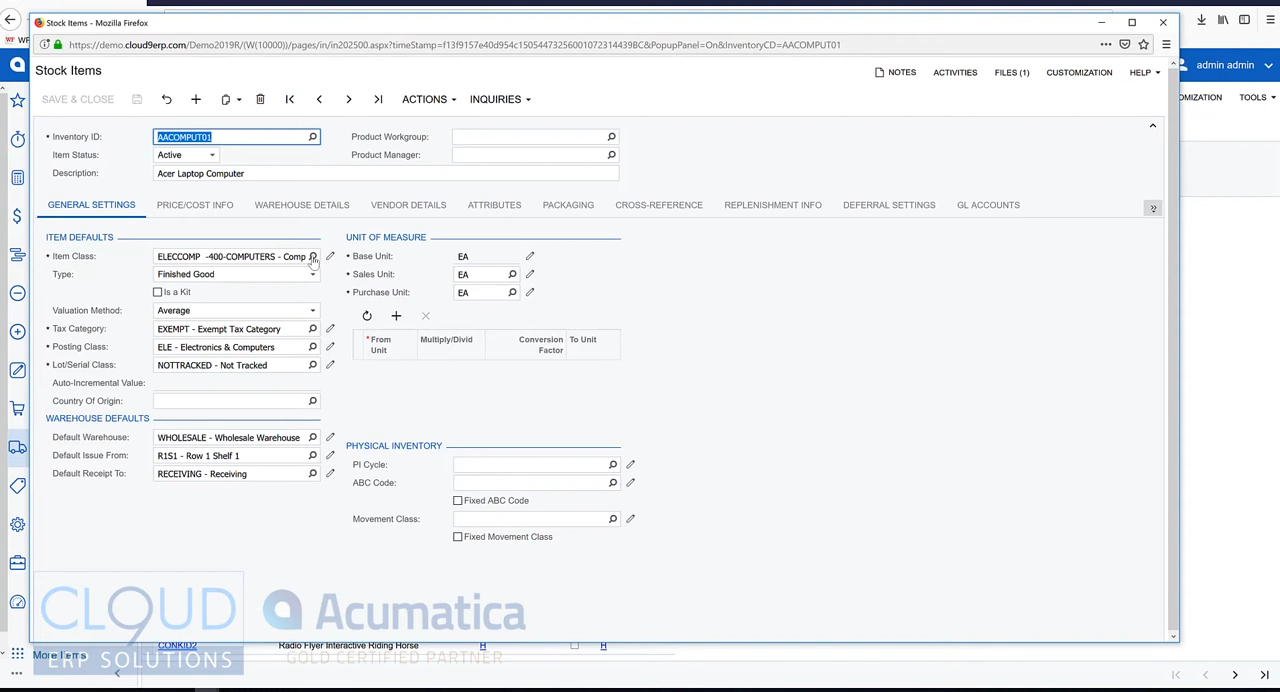 Stock Items - Mozilla Firefox
https://demo.cloud9erp.com/Demo2019R/(W(10000))/pages/in/in202500.aspx?timeStamp=f13f9157e40d954c15054473256001072314439BC&PopupPanel=On&InventoryCD=AACOMPUT01
Stock Items
NOTES
ACTIVITIES
FILES (1)
CUSTOMIZATION
HELP
admin admin
OMIZATION
TOOLS
SAVE & CLOSE
ACTIONS
INQUIRIES
• Inventory ID: AACOMPUT01
Product Workgroup:
Item Status: Active
Product Manager:
Description: Acer Laptop Computer
GENERAL SETTINGS
PRICE/COST INFO
WAREHOUSE DETAILS
VENDOR DETAILS
ATTRIBUTES
PACKAGING
CROSS-REFERENCE
REPLENISHMENT INFO
DEFERRAL SETTINGS
GL ACCOUNTS
ITEM DEFAULTS
• Item Class: ELECCOMP -400-COMPUTERS - Comp
Type: Finished Good
Is a Kit
Valuation Method: Average
• Tax Category: EXEMPT - Exempt Tax Category
• Posting Class: ELE - Electronics & Computers
• Lot/Serial Class: NOTTRACKED - Not Tracked
Auto-Incremental Value:
Country Of Origin:
WAREHOUSE DEFAULTS
Default Warehouse: WHOLESALE - Wholesale Warehouse
Default Issue From: R1S1 - Row 1 Shelf 1
Default Receipt To: RECEIVING - Receiving
UNIT OF MEASURE
• Base Unit: EA
• Sales Unit: EA
• Purchase Unit: EA
* From Unit
Multiply/Divid
Conversion Factor
To Unit
PHYSICAL INVENTORY
PI Cycle:
ABC Code:
Fixed ABC Code
Movement Class:
Fixed Movement Class
CLOUD9
ERP SOLUTIONS
Acumatica
GOLD CERTIFIED PARTNER
More Items
CONKID2
Radio Flyer Interactive Riding Horse
H
H